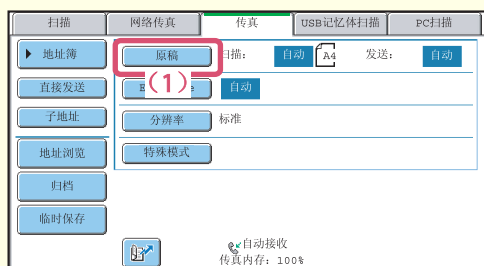 扫描 网络传真 传真 USB记忆体扫描 PC扫描
地址簿 原稿 扫描: 自动 A4 发送: 自动
直接发送 (1) 自动
子地址 分辨率 标准
地址浏览 特殊模式
归档
临时保存
自动接收
传真内存: 100%